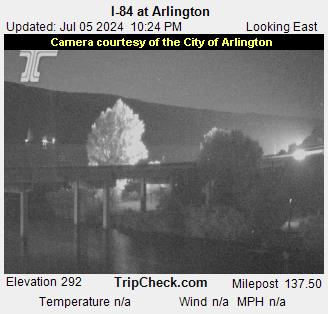 I-84 at Arlington
Updated: Jul 05 2024 10:24 PM Looking East
Camera courtesy of the City of Arlington
Elevation 292 TripCheck.com Milepost 137.50
Temperature n/a Wind n/a MPH n/a